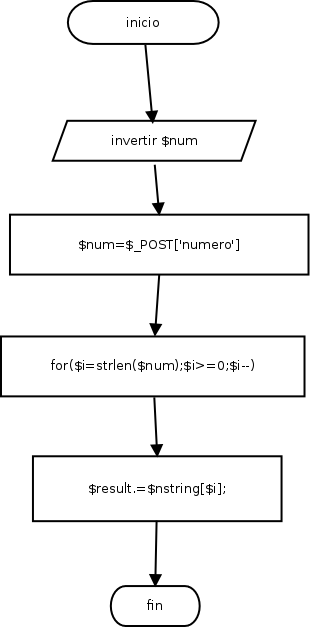 inicio
invertir $num
$num=$_POST['numero']
for($i=strlen($num);$i>=0;$i--)
$result.=$nstring[$i];
fin